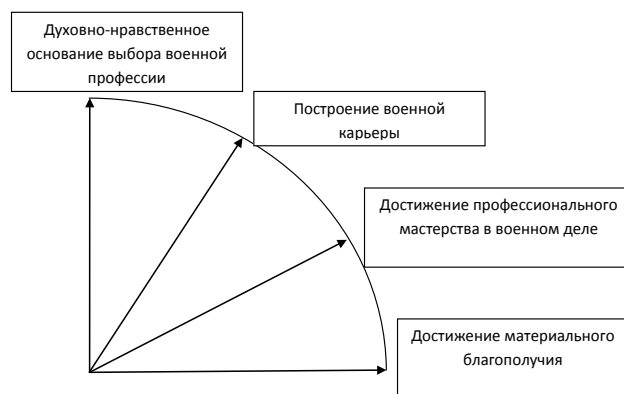 Духовно-нравственное
основание выбора военной
профессии
Построение военной
карьеры
Достижение профессионального
мастерства в военном деле
Достижение материального
благополучия